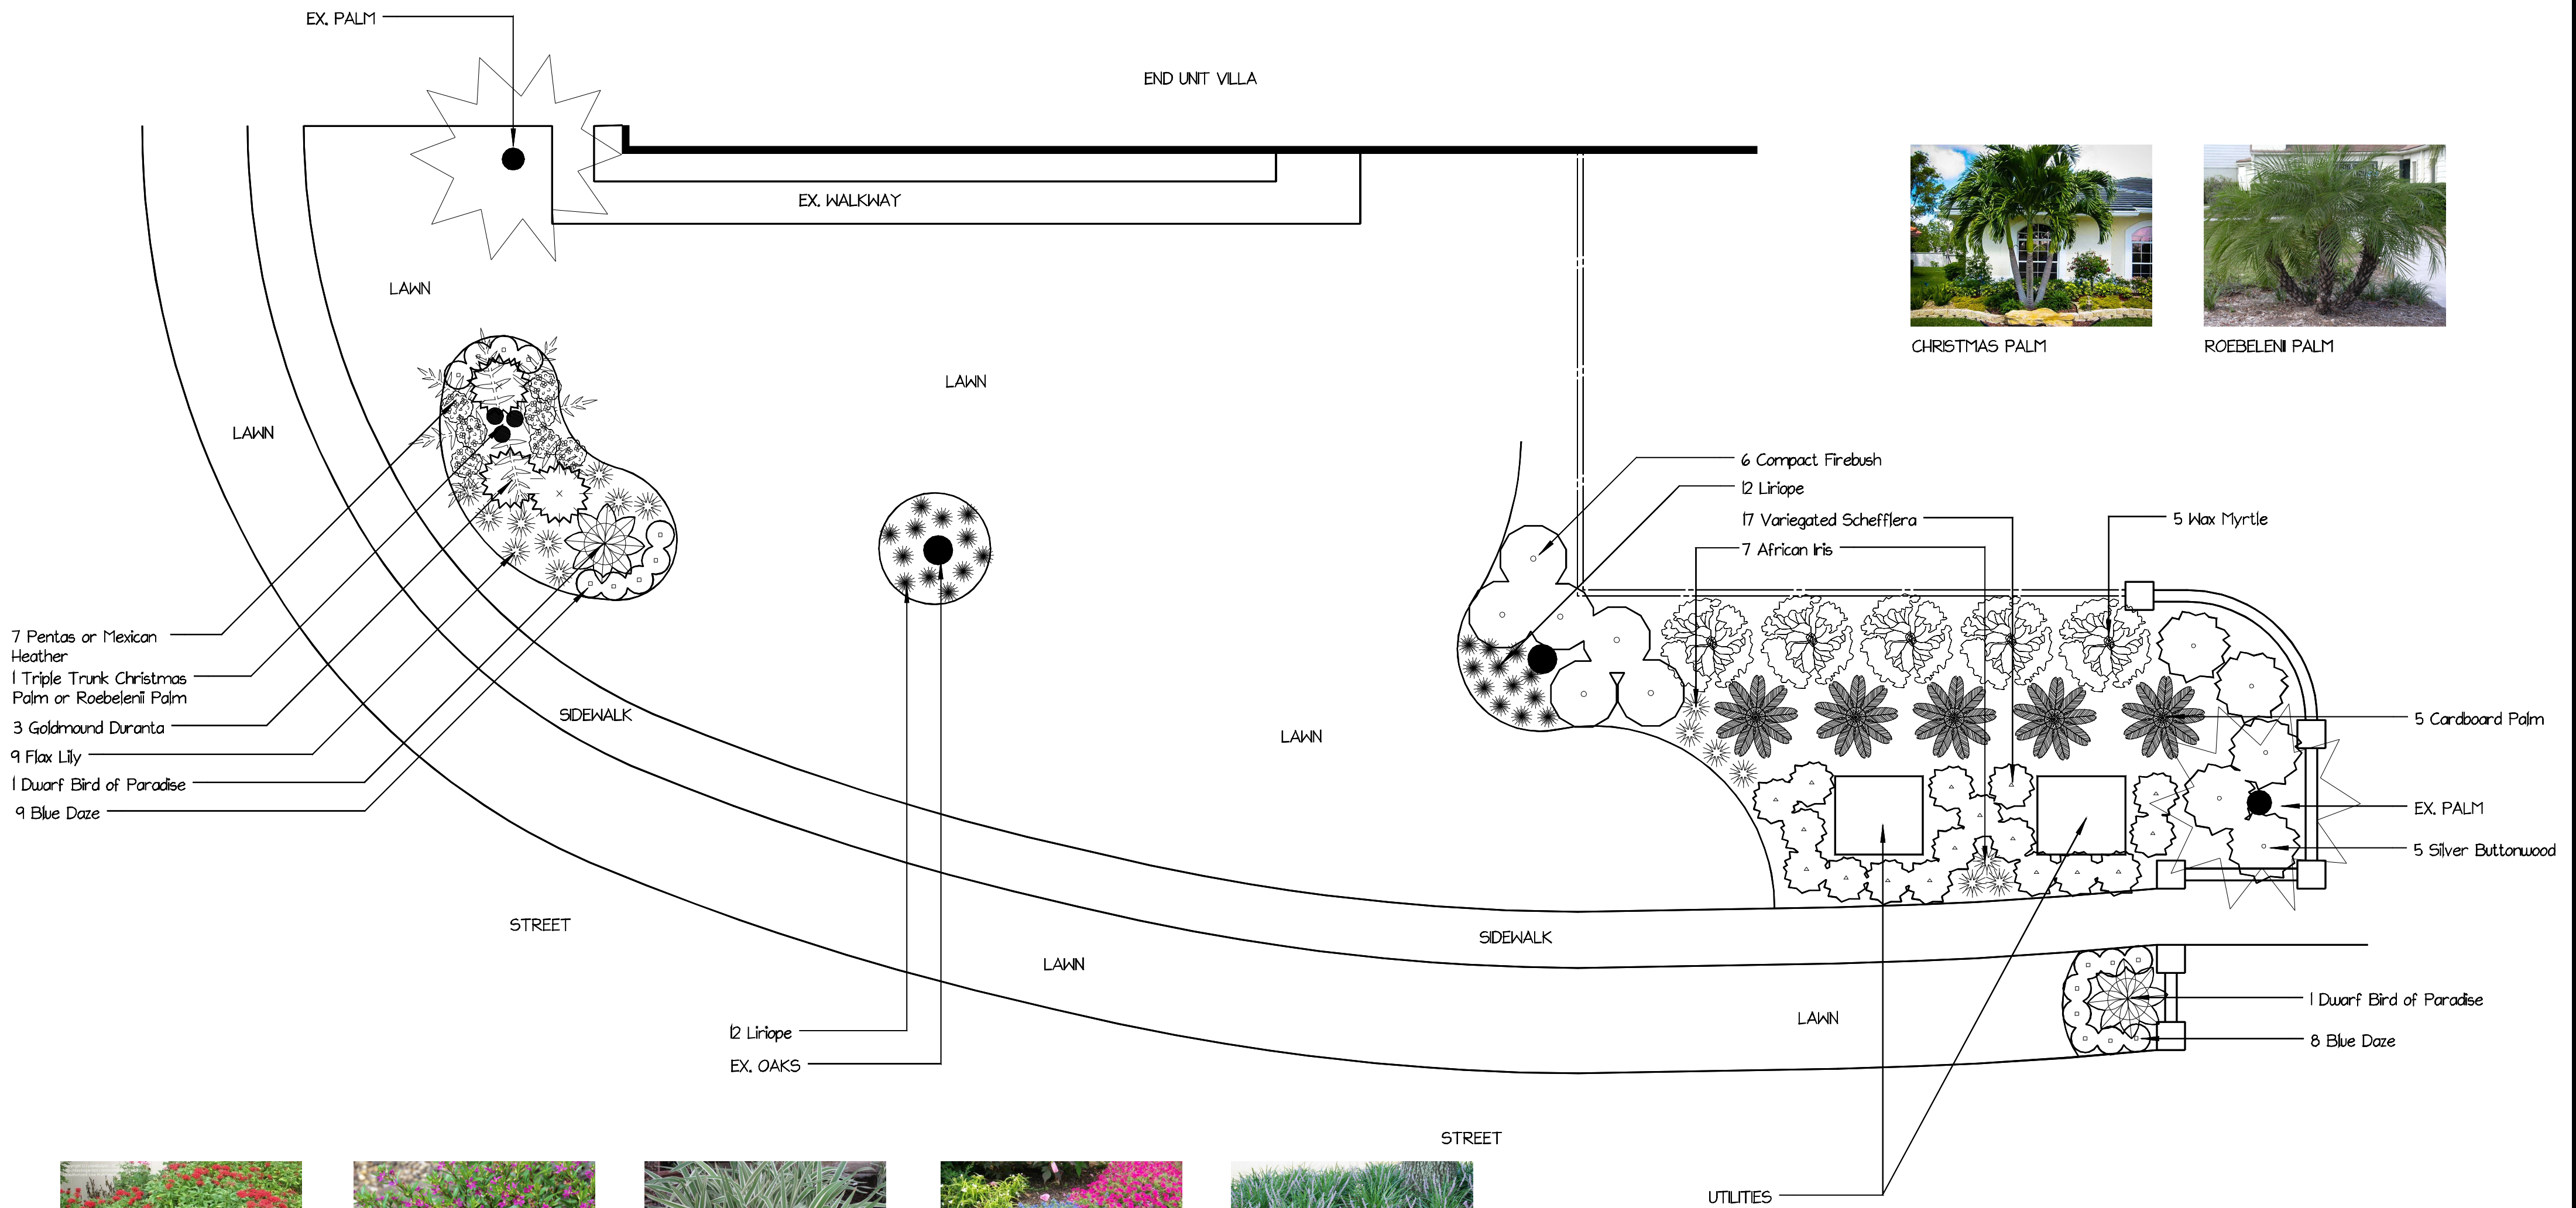 EX. PALM
END UNIT VILLA
EX. WALKWAY
LAWN
CHRISTMAS PALM
ROEBELENII PALM
LAWN
LAWN
6 Compact Firebush
12 Liriope
17 Variegated Schefflera
7 African Iris
5 Wax Myrtle
7 Pentas or Mexican
Heather
1 Triple Trunk Christmas
Palm or Roebelenii Palm
3 Goldmound Duranta
9 Flax Lily
1 Dwarf Bird of Paradise
9 Blue Daze
SIDEWALK
LAWN
5 Cardboard Palm
EX. PALM
5 Silver Buttonwood
STREET
SIDEWALK
LAWN
12 Liriope
EX. OAKS
LAWN
1 Dwarf Bird of Paradise
8 Blue Daze
STREET
UTILITIES